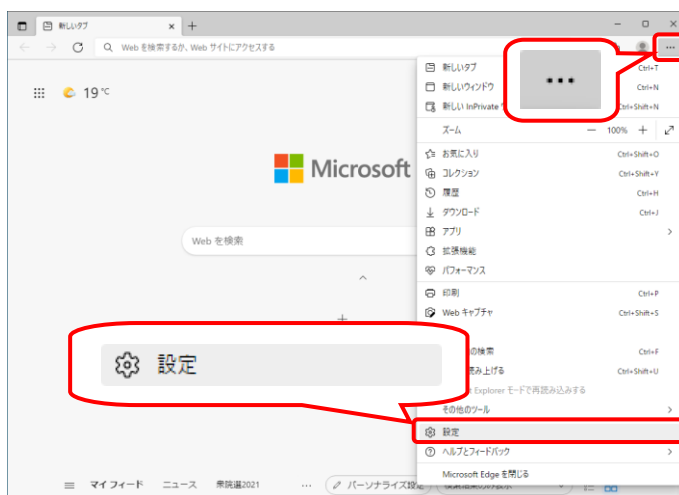 新しいタブ
Web を検索するか、Web サイトにアクセスする
19 ℃
Microsoft
Web を検索
新しいタブ Ctrl+T
新しいウィンドウ Ctrl+N
新しい InPrivate Ctrl+Shift+N
ズーム 100%
お気に入り Ctrl+Shift+O
コレクション Ctrl+Shift+Y
履歴 Ctrl+H
ダウンロード Ctrl+J
アプリ
拡張機能
パフォーマンス
印刷 Ctrl+P
Web キャプチャ Ctrl+Shift+S
の検索 Ctrl+F
読み上げる Ctrl+Shift+U
Explorer モードで再読み込みする
その他のツール
設定
設定
ヘルプとフィードバック
Microsoft Edge を閉じる
マイ フィード ニュース 衆院選2021 ... パーソナライズ設定